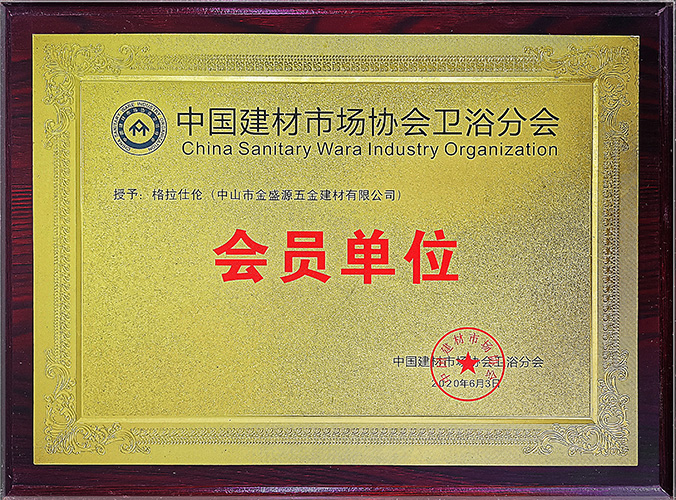 中国建材市场协会卫浴分会
China Sanitary Wara Industry Organization
授予：格拉仕伦（中山市金盛源五金建材有限公司）
会员单位
中国建材市场协会卫浴分会
2020年6月3日